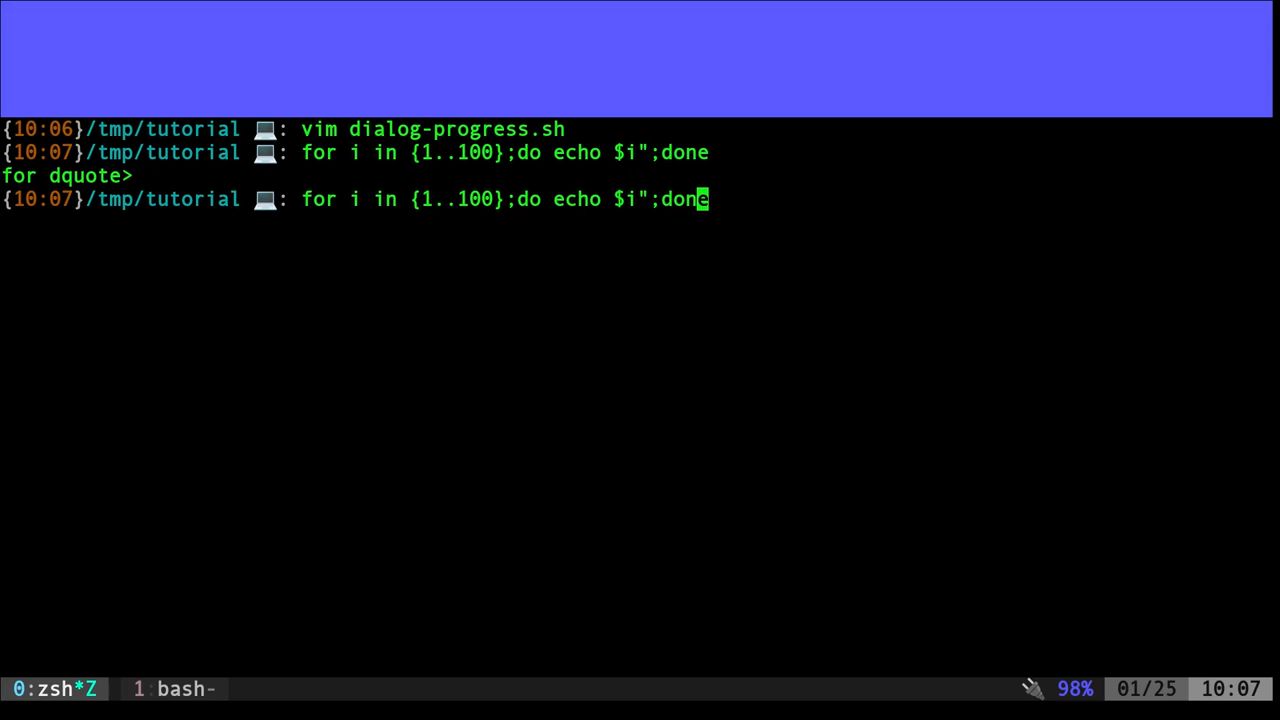 {10:06}/tmp/tutorial 💻: vim dialog-progress.sh
{10:07}/tmp/tutorial 💻: for i in {1..100};do echo $i";done
for dquote>
{10:07}/tmp/tutorial 💻: for i in {1..100};do echo $i";done
0:zsh*Z 1:bash- 🔌 98% 01/25 10:07